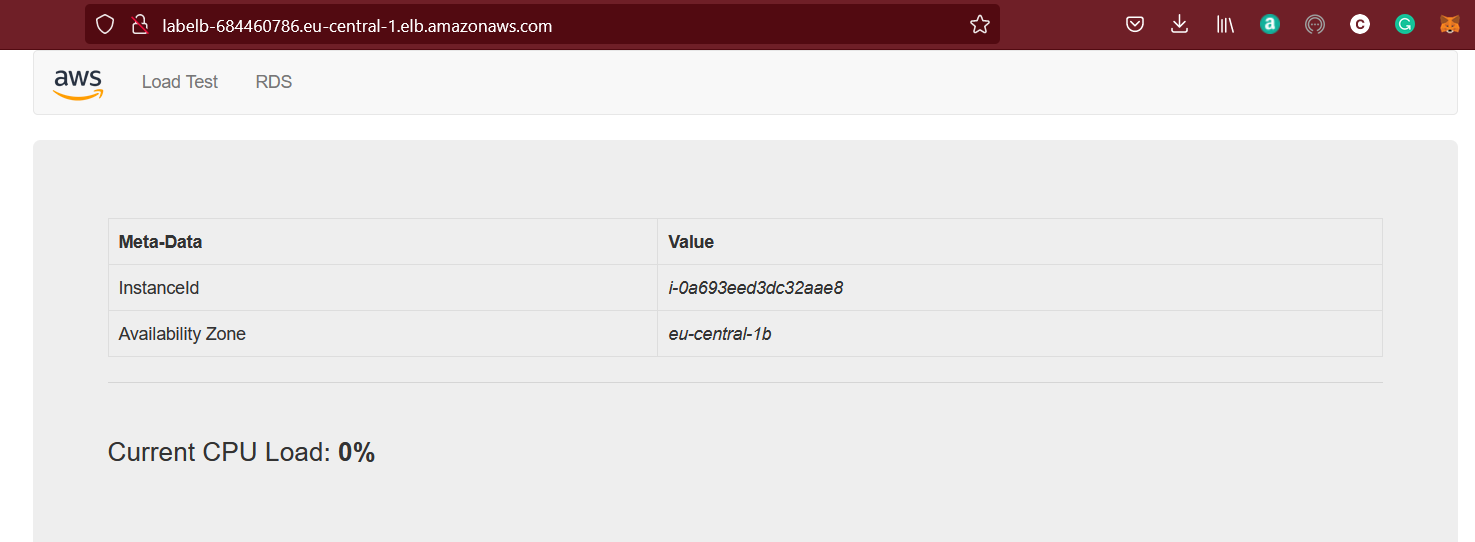 labelb-684460786.eu-central-1.elb.amazonaws.com
a C G
aws Load Test RDS
Meta-Data Value
InstanceId i-0a693eed3dc32aae8
Availability Zone eu-central-1b
Current CPU Load: 0%